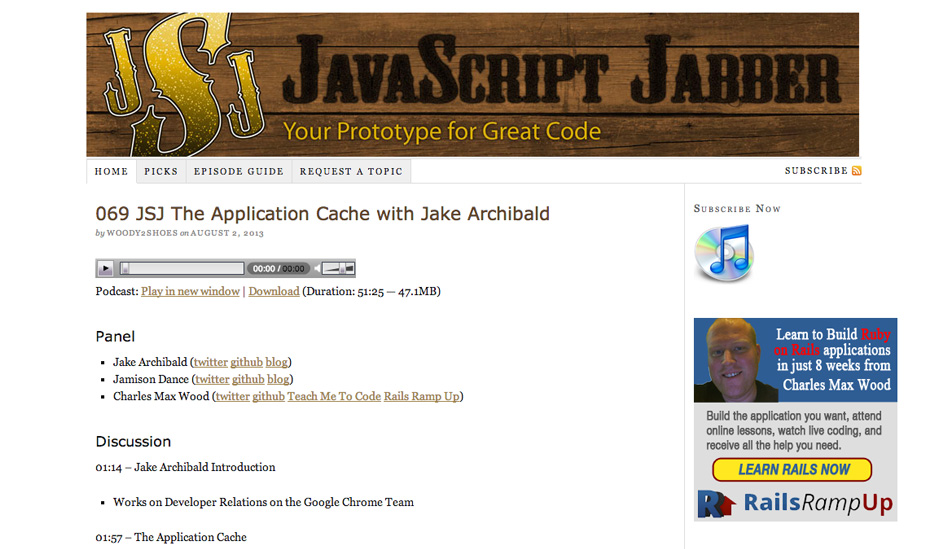 JSJ JAVASCRIPT JABBER
Your Prototype for Great Code
HOME PICKS EPISODE GUIDE REQUEST A TOPIC SUBSCRIBE
069 JSJ The Application Cache with Jake Archibald
by WOODY2SHOES on AUGUST 2, 2013
00:00 / 00:00
Podcast: Play in new window | Download (Duration: 51:25 — 47.1MB)
Panel
Jake Archibald (twitter github blog)
Jamison Dance (twitter github blog)
Charles Max Wood (twitter github Teach Me To Code Rails Ramp Up)
Discussion
01:14 – Jake Archibald Introduction
Works on Developer Relations on the Google Chrome Team
01:57 – The Application Cache
SUBSCRIBE NOW
Learn to Build Ruby
on Rails applications
in just 8 weeks from
Charles Max Wood
Build the application you want, attend
online lessons, watch live coding, and
receive all the help you need.
LEARN RAILS NOW
R RailsRampUp